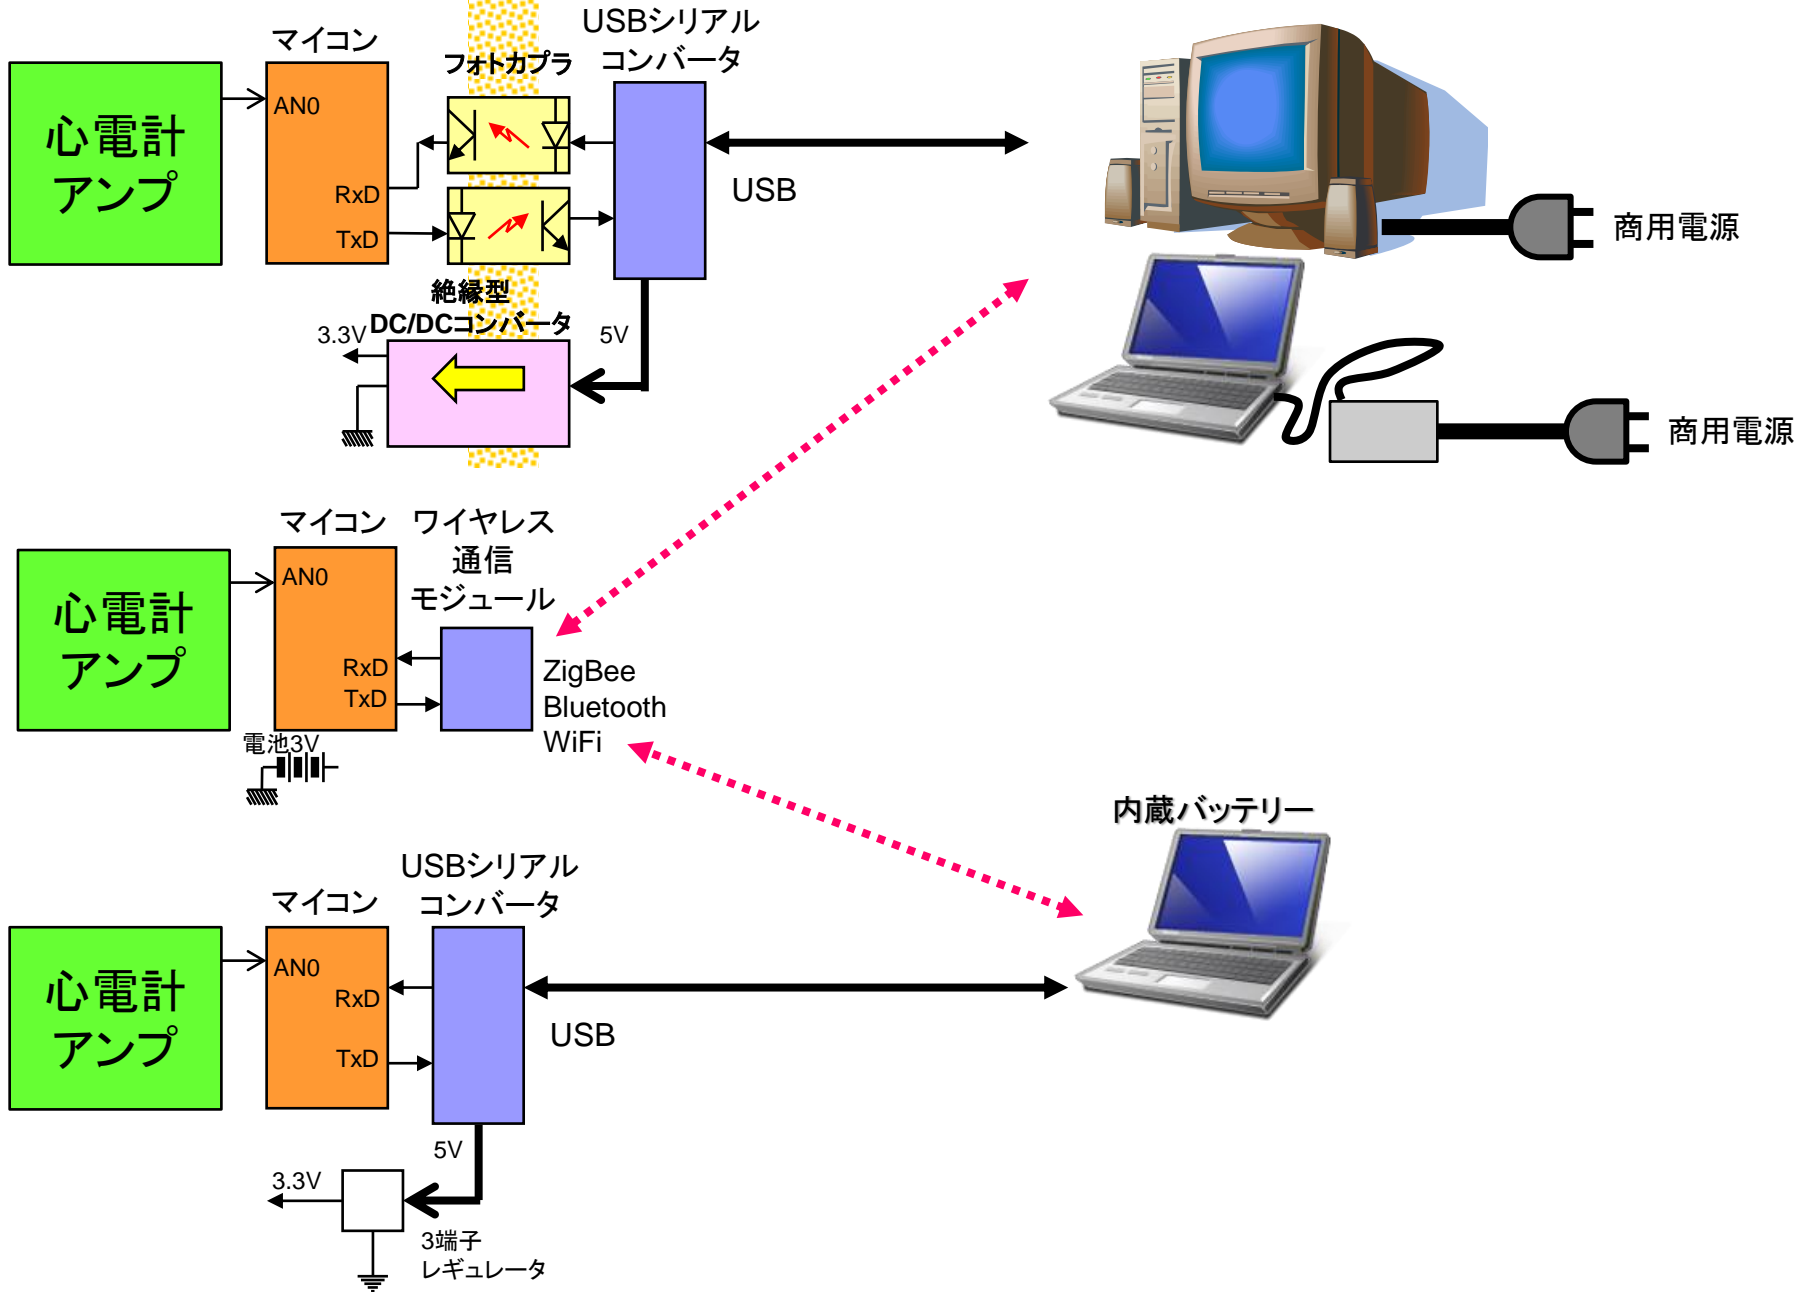 マイコン
USBシリアル
コンバータ
フォトカプラ
心電計
アンプ
AN0
RxD
TxD
USB
商用電源
絶縁型
DC/DCコンバータ
3.3V
5V
商用電源
マイコン
ワイヤレス
通信
モジュール
心電計
アンプ
AN0
RxD
TxD
ZigBee
Bluetooth
WiFi
電池3V
内蔵バッテリー
USBシリアル
コンバータ
マイコン
心電計
アンプ
AN0
RxD
TxD
USB
5V
3.3V
3端子
レギュレータ